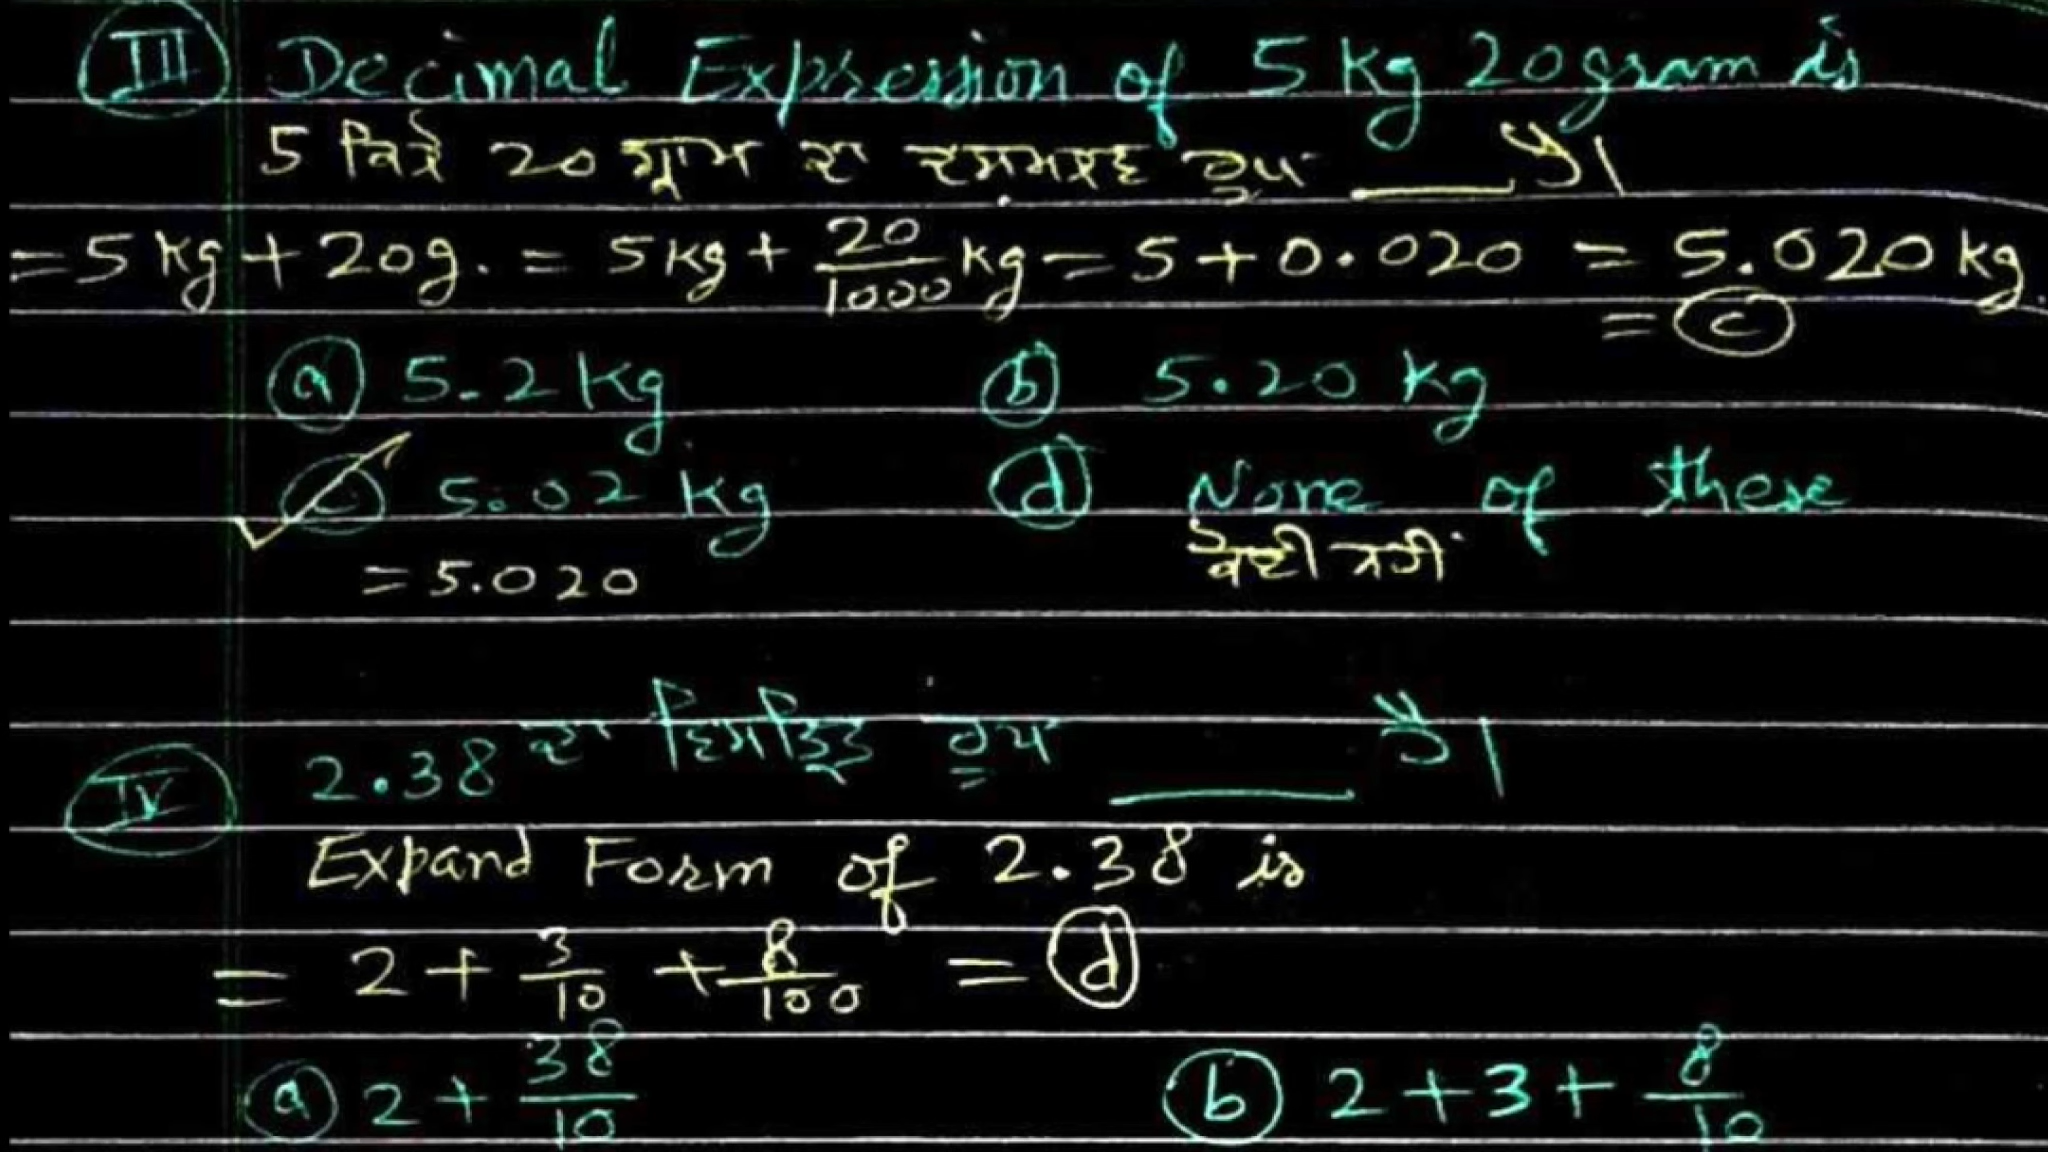 III Decimal Expression of 5 kg 20 gram is
5 ਕਿਗ੍ਰੇ 20 ਗ੍ਰਾਮ ਦਾ ਦਸ਼ਮਲਵ ਰੂਪ ____ ਹੈ।
= 5 kg + 20 g. = 5 kg + 20/1000 kg = 5 + 0.020 = 5.020 kg.
= (c)
(a) 5.2 kg (b) 5.20 kg
(c) 5.02 kg (d) None of these
= 5.020 ਕੋਈ ਨਹੀਂ
IV 2.38 ਦਾ ਵਿਸਥਿਤ ਰੂਪ ____ ਹੈ।
Expand Form of 2.38 is
= 2 + 3/10 + 8/100 = (d)
(a) 2 + 38/10 (b) 2 + 3 + 8/10